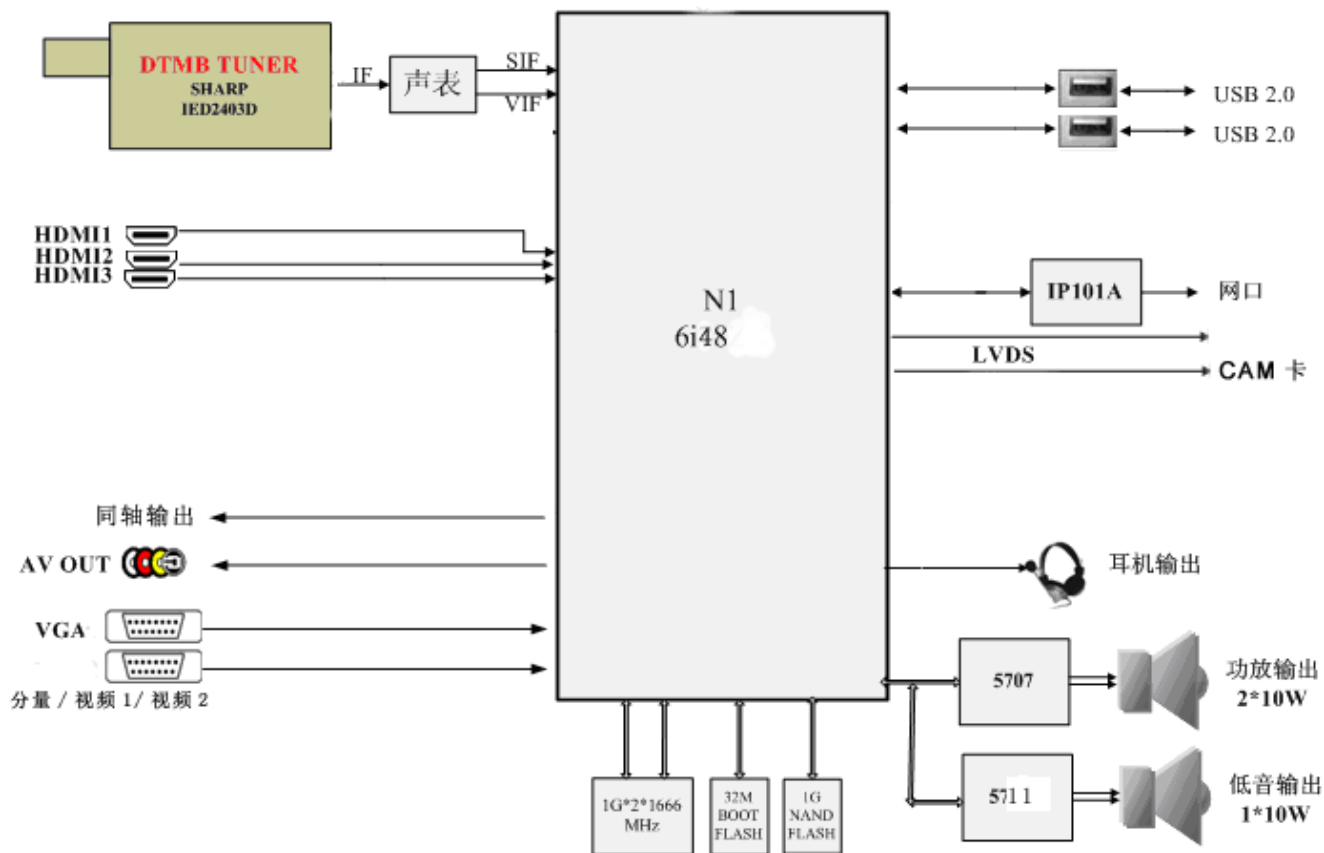 DTMB TUNER
SHARP
IED2403D
IF
声表
SIF
VIF
USB 2.0
USB 2.0
HDMI1
HDMI2
HDMI3
N1
6i48
IP101A
网口
LVDS
CAM 卡
同轴输出
AV OUT
耳机输出
VGA
分量 / 视频 1/ 视频 2
5707
功放输出
2*10W
5711
低音输出
1*10W
1G*2*1666
MHz
32M
BOOT
FLASH
1G
NAND
FLASH